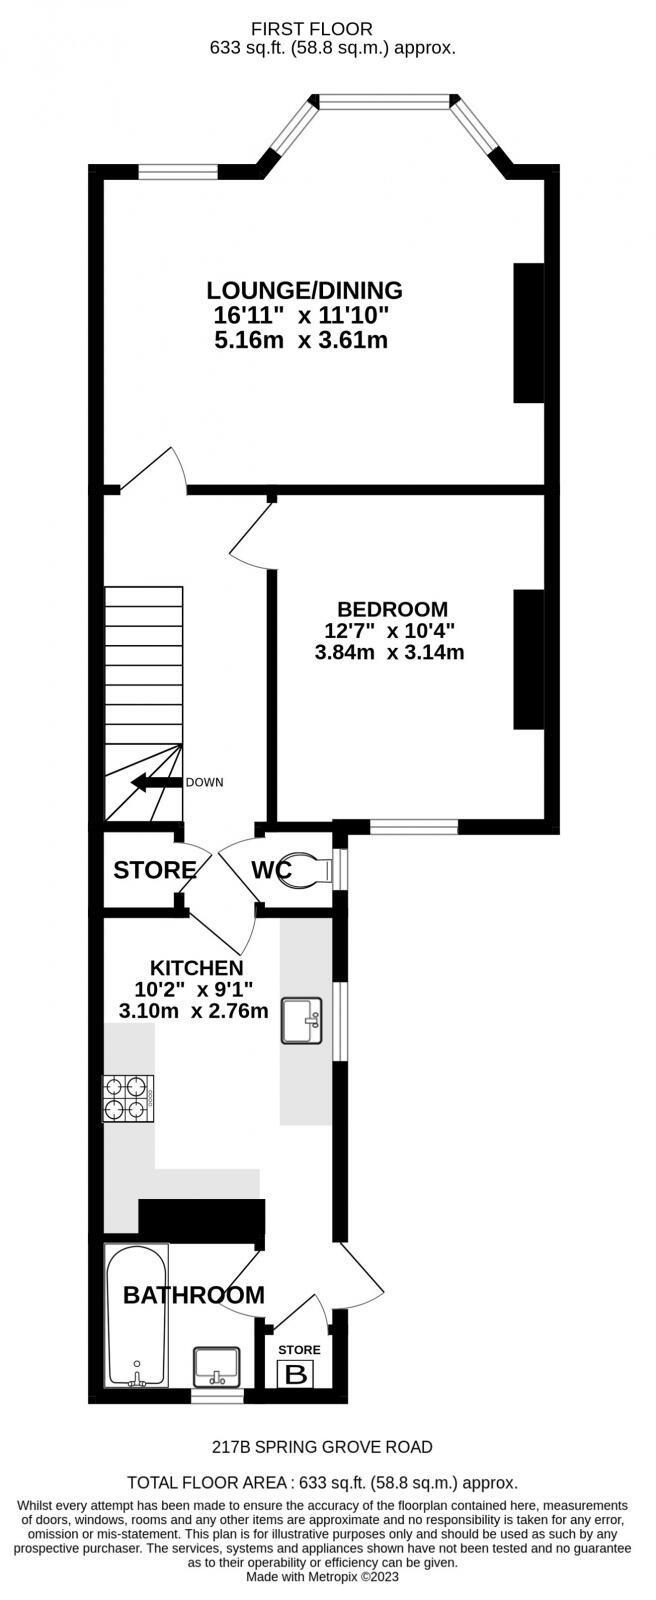 FIRST FLOOR
633 sq.ft. (58.8 sq.m.) approx.
LOUNGE/DINING
16'11" x 11'10"
5.16m x 3.61m
BEDROOM
12'7" x 10'4"
3.84m x 3.14m
DOWN
STORE
WC
KITCHEN
10'2" x 9'1"
3.10m x 2.76m
BATHROOM
STORE
B
217B SPRING GROVE ROAD
TOTAL FLOOR AREA : 633 sq.ft. (58.8 sq.m.) approx.
Whilst every attempt has been made to ensure the accuracy of the floorplan contained here, measurements
of doors, windows, rooms and any other items are approximate and no responsibility is taken for any error,
omission or mis-statement. This plan is for illustrative purposes only and should be used as such by any
prospective purchaser. The services, systems and appliances shown have not been tested and no guarantee
as to their operability or efficiency can be given.
Made with Metropix ©2023